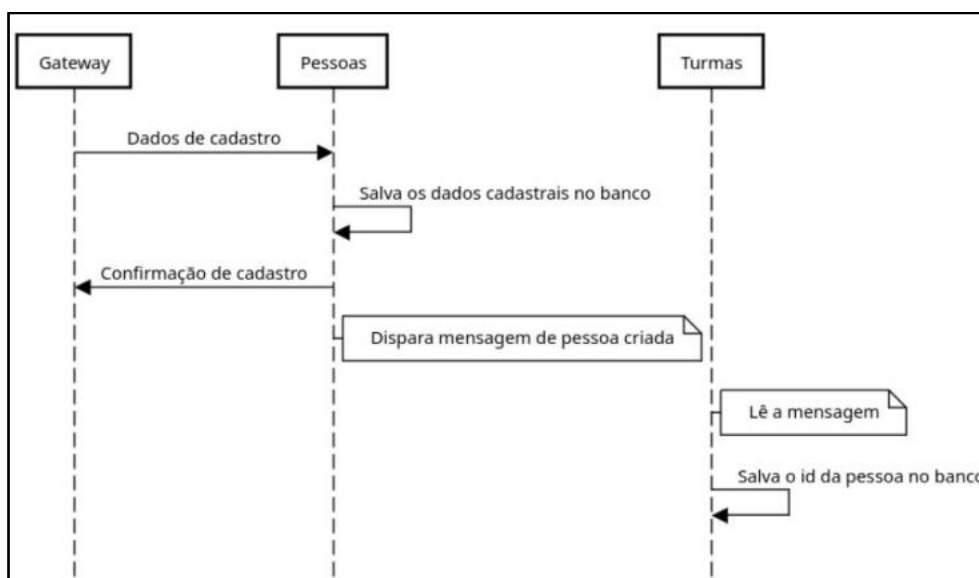 Gateway
Pessoas
Turmas
Dados de cadastro
Salva os dados cadastrais no banco
Confirmação de cadastro
Dispara mensagem de pessoa criada
Lê a mensagem
Salva o id da pessoa no banco